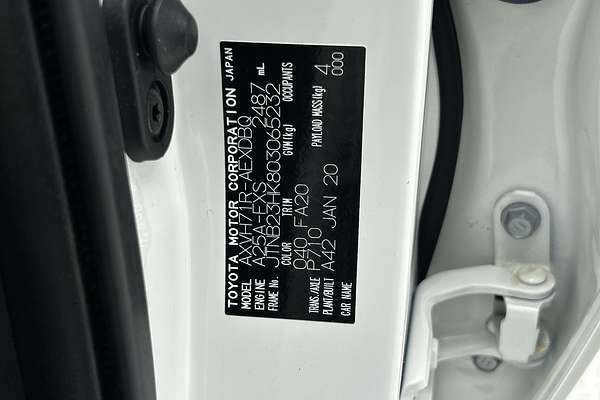 TOYOTA MOTOR CORPORATION JAPAN
MODEL AXVH71R-AEXDBQ
ENGINE A25A-FXS 2487 mL
FRAME No. JTNB23HK803065232
COLOR TRIM GVM(kg) OCCUPANTS
040 FA20 4
TRANS./AXLE P710 PAYLOAD MASS(kg) 000
PLANT/BUILT A42 JAN 20
CAR NAME